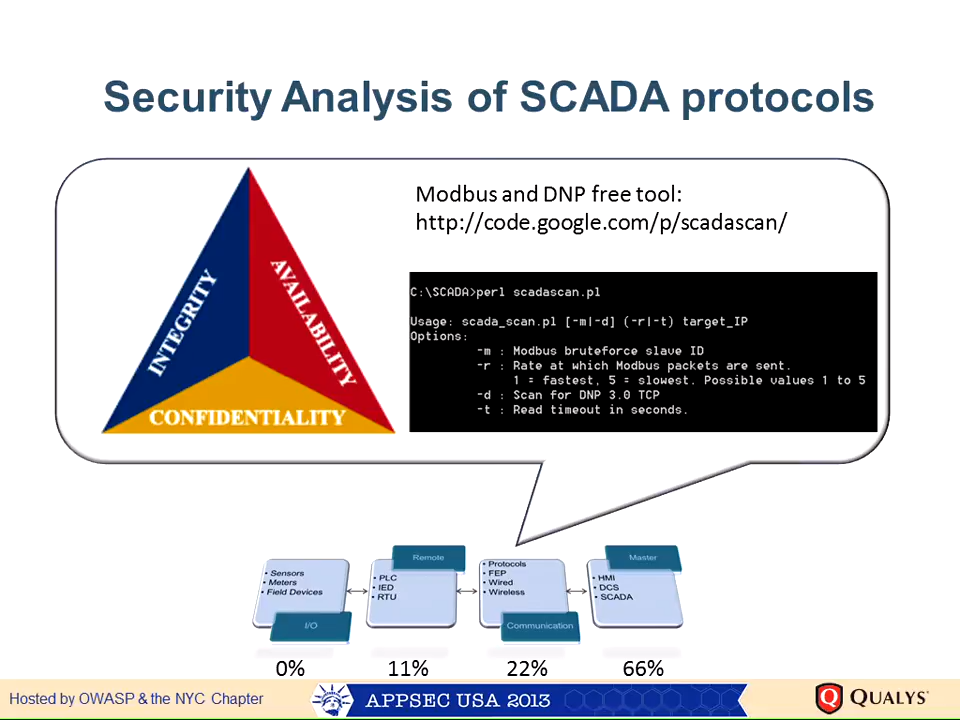 Security Analysis of SCADA protocols
INTEGRITY
AVAILABILITY
CONFIDENTIALITY
Modbus and DNP free tool:
http://code.google.com/p/scadascan/
C:\SCADA>perl scadascan.pl
Usage: scada_scan.pl [-m|-d] (-r|-t) target_IP
Options:
-m : Modbus bruteforce slave ID
-r : Rate at which Modbus packets are sent.
1 = fastest, 5 = slowest. Possible values 1 to 5
-d : Scan for DNP 3.0 TCP
-t : Read timeout in seconds.
• Sensors
• Meters
• Field Devices
I/O
Remote
• PLC
• IED
• RTU
• Protocols
• FEP
• Wired
• Wireless
Communication
Master
• HMI
• DCS
• SCADA
0%
11%
22%
66%
Hosted by OWASP & the NYC Chapter
APPSEC USA 2013
QUALYS®